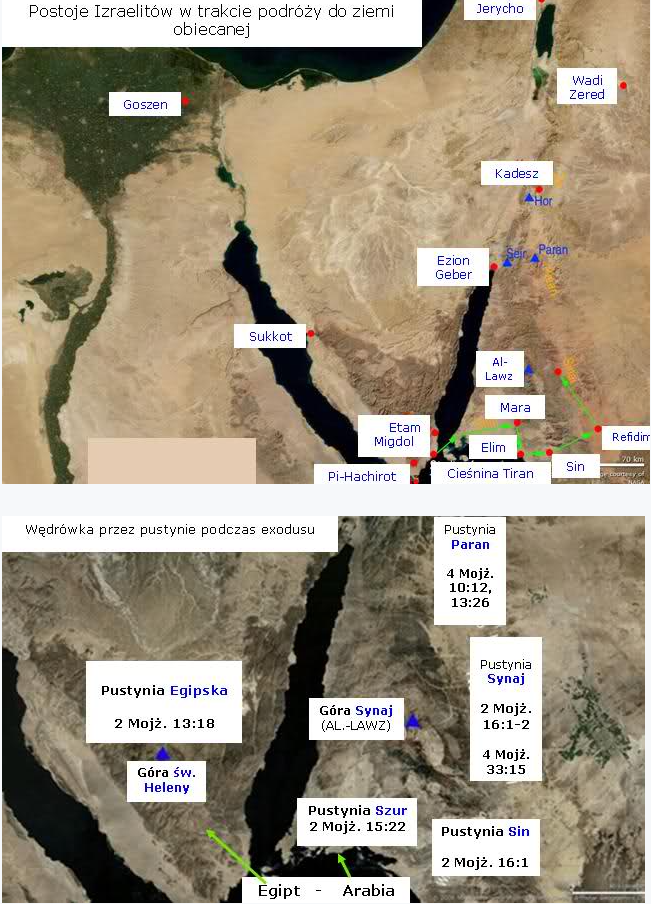 Postoje Izraelitów w trakcie podróży do ziemi
obiecanej
Jerycho
Goszen
Wadi
Zered
Kadesz
Hor
Seir
Paran
Ezion
Geber
Sukkot
Al-
Lawz
Mara
Etam
Migdol
Elim
Refidim
Sin
70 km
Pi-Hachirot
Cieśnina Tiran
courtesy of
NASA
Wędrówka przez pustynie podczas exodusu
Pustynia
Paran
4 Mojż.
10:12,
13:26
Pustynia
Synaj
2 Mojż.
16:1-2
4 Mojż.
33:15
Pustynia Egipska
2 Mojż. 13:18
Góra Synaj
(AL.-LAWZ)
Góra św.
Heleny
Pustynia Szur
2 Mojż. 15:22
Pustynia Sin
2 Mojż. 16:1
Egipt - Arabia